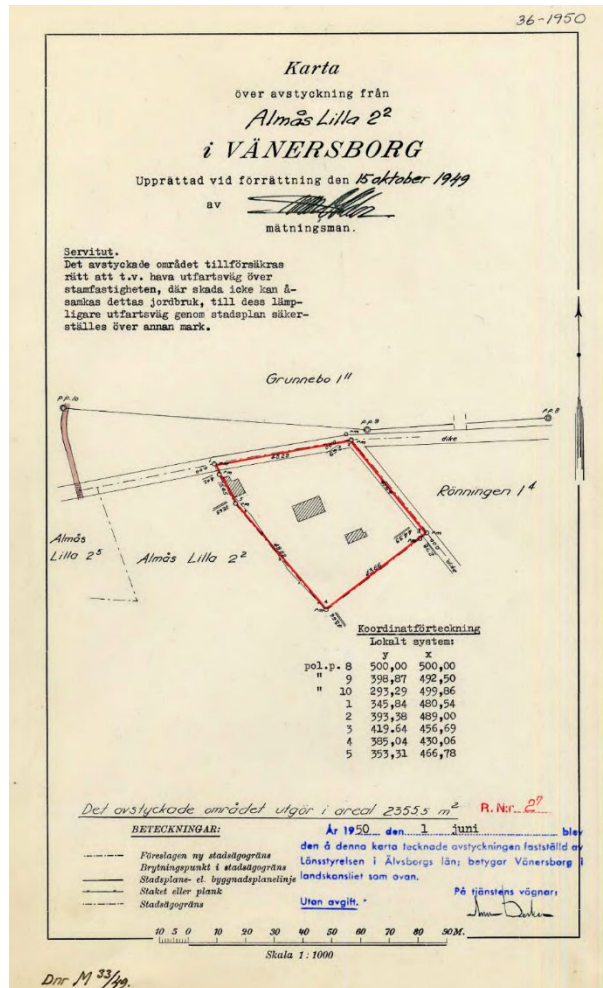 36-1950
Karta
över avstyckning från
Almås Lilla 2²
i VÄNERSBORG
Upprättad vid förrättning den 15 oktober 1949
av
mätningsman.
Servitut.
Det avstyckade området tillförsäkras
rätt att t.v. hava utfartsväg över
stamfastigheten, där skada icke kan å-
samkas dettas jordbruk, till dess lämp-
ligare utfartsväg genom stadsplan säker-
ställes över annan mark.
Grunnebo 1¹¹
p.p. 10
p.p. 9
p.p. 8
dike
Rönningen 1⁴
Almås
Lilla 2⁵
Almås Lilla 2²
dike
Koordinatförteckning
Lokalt system:
y x
pol.p. 8 500,00 500,00
" 9 398,87 492,50
" 10 293,29 499,86
1 345,84 480,54
2 393,38 489,00
3 419.64 456,69
4 385,04 430,06
5 353,31 466,78
Det avstyckade området utgör i areal 2355.5 m²
R.N:r 2⁷
BETECKNINGAR:
Föreslagen ny stadsägogräns
Brytningspunkt i stadsägogräns
Stadsplane- el. byggnadsplanelinje
Staket eller plank
Stadsägogräns
År 1950 den 1 juni blev
den å denna karta tecknade avstyckningen fastställd av
Länsstyrelsen i Älvsborgs län; betygar Vänersborg i
landskansliet som ovan.
På tjänstens vägnar:
Utan avgift.
10 5 0 10 20 30 40 50 60 70 80 90M.
Skala 1 : 1000
Dnr M 33/49.